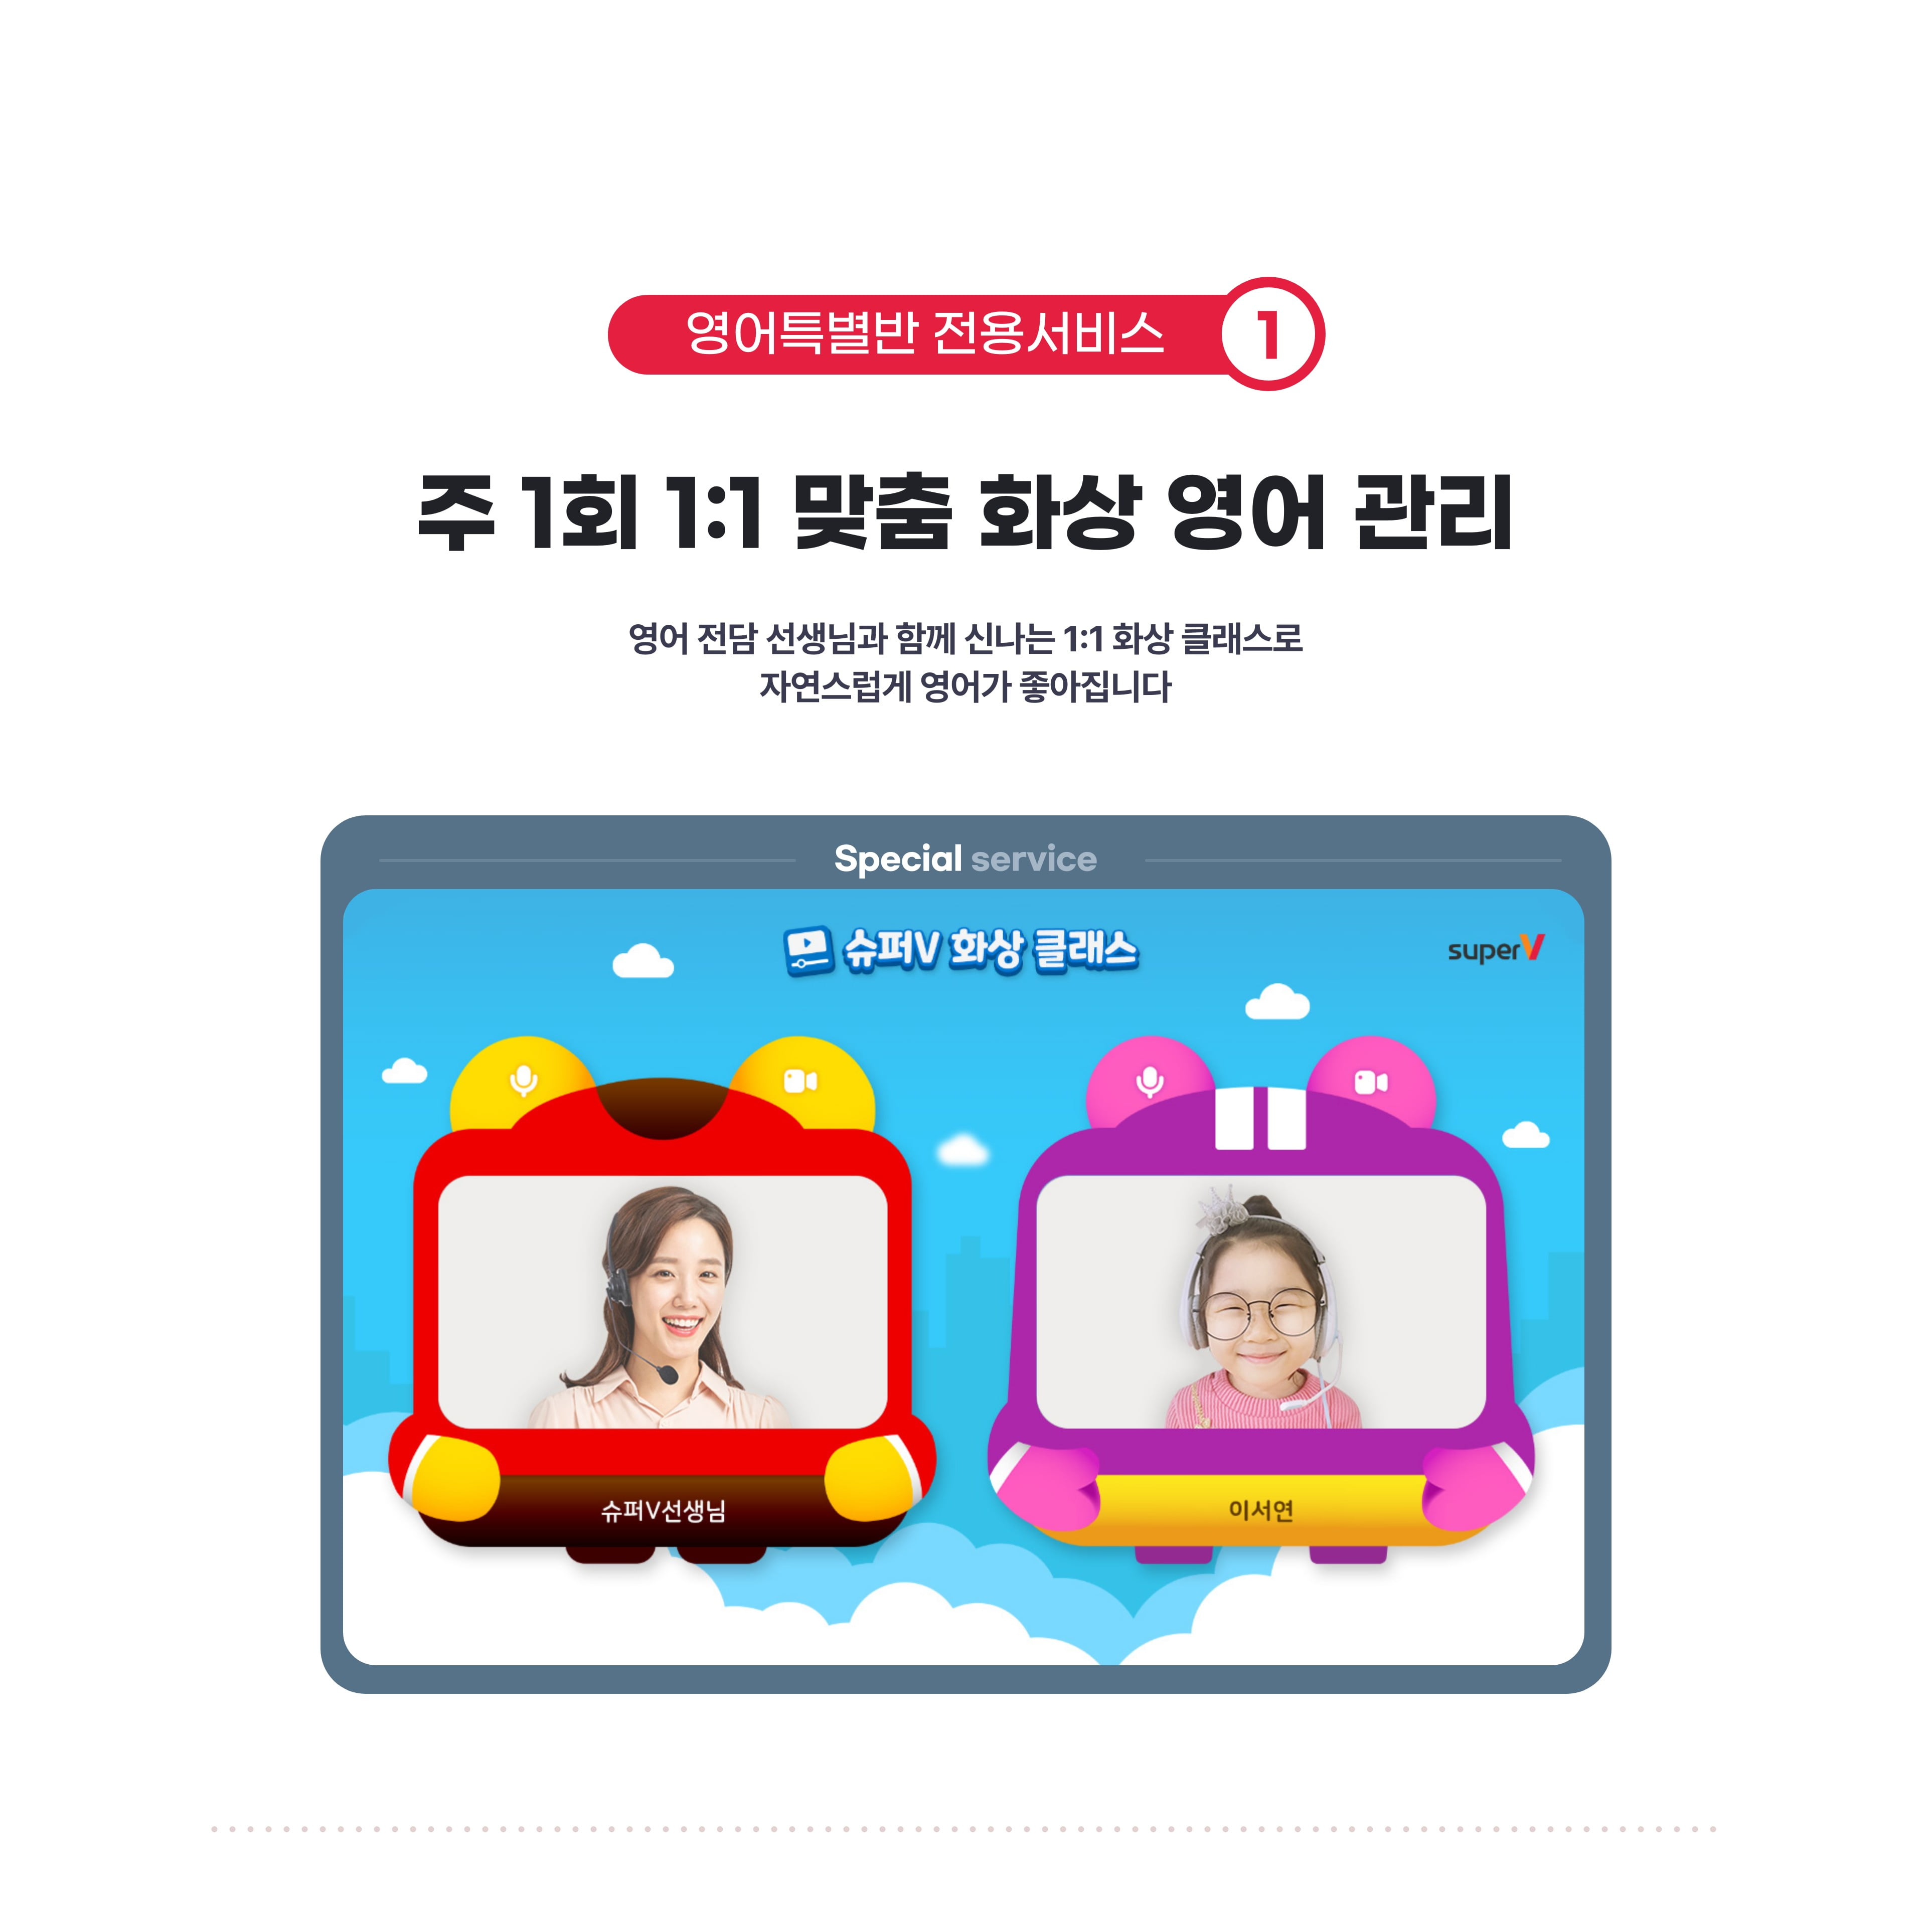 영어특별반 전용서비스 1
주 1회 1:1 맞춤 화상 영어 관리
영어 전담 선생님과 함께 신나는 1:1 화상 클래스로
자연스럽게 영어가 좋아집니다
Special service
슈퍼V 화상 클래스
superV
슈퍼V선생님
이서연